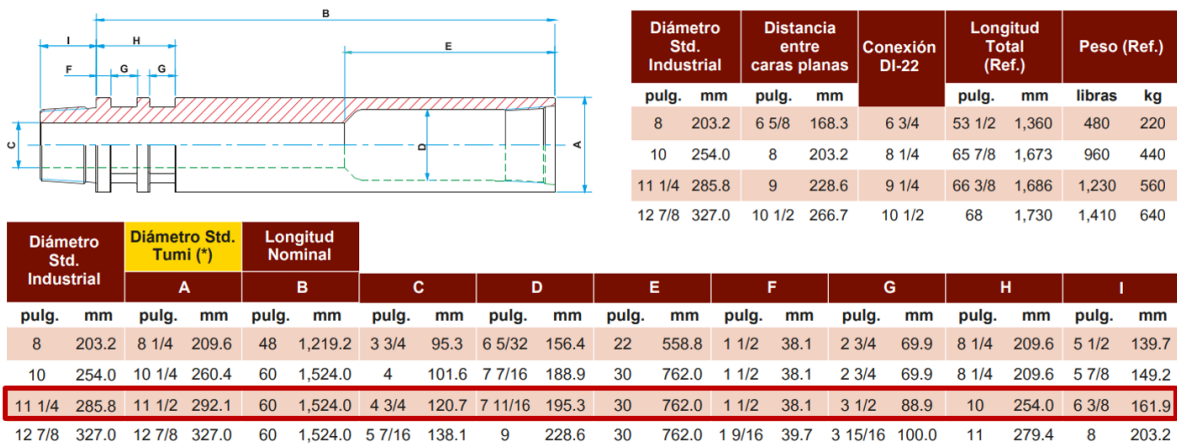 B
I H E
F G G
C D A
Diámetro Std. Industrial Distancia entre caras planas Conexión DI-22 Longitud Total (Ref.) Peso (Ref.)
pulg. mm pulg. mm pulg. mm libras kg
8 203.2 6 5/8 168.3 6 3/4 53 1/2 1,360 480 220
10 254.0 8 203.2 8 1/4 65 7/8 1,673 960 440
11 1/4 285.8 9 228.6 9 1/4 66 3/8 1,686 1,230 560
12 7/8 327.0 10 1/2 266.7 10 1/2 68 1,730 1,410 640
Diámetro Std. Industrial Diámetro Std. Tumi (*) Longitud Nominal
A B C D E F G H I
pulg. mm pulg. mm pulg. mm pulg. mm pulg. mm pulg. mm pulg. mm pulg. mm pulg. mm pulg. mm
8 203.2 8 1/4 209.6 48 1,219.2 3 3/4 95.3 6 5/32 156.4 22 558.8 1 1/2 38.1 2 3/4 69.9 8 1/4 209.6 5 1/2 139.7
10 254.0 10 1/4 260.4 60 1,524.0 4 101.6 7 7/16 188.9 30 762.0 1 1/2 38.1 2 3/4 69.9 8 1/4 209.6 5 7/8 149.2
11 1/4 285.8 11 1/2 292.1 60 1,524.0 4 3/4 120.7 7 11/16 195.3 30 762.0 1 1/2 38.1 3 1/2 88.9 10 254.0 6 3/8 161.9
12 7/8 327.0 12 7/8 327.0 60 1,524.0 5 7/16 138.1 9 228.6 30 762.0 1 9/16 39.7 3 15/16 100.0 11 279.4 8 203.2